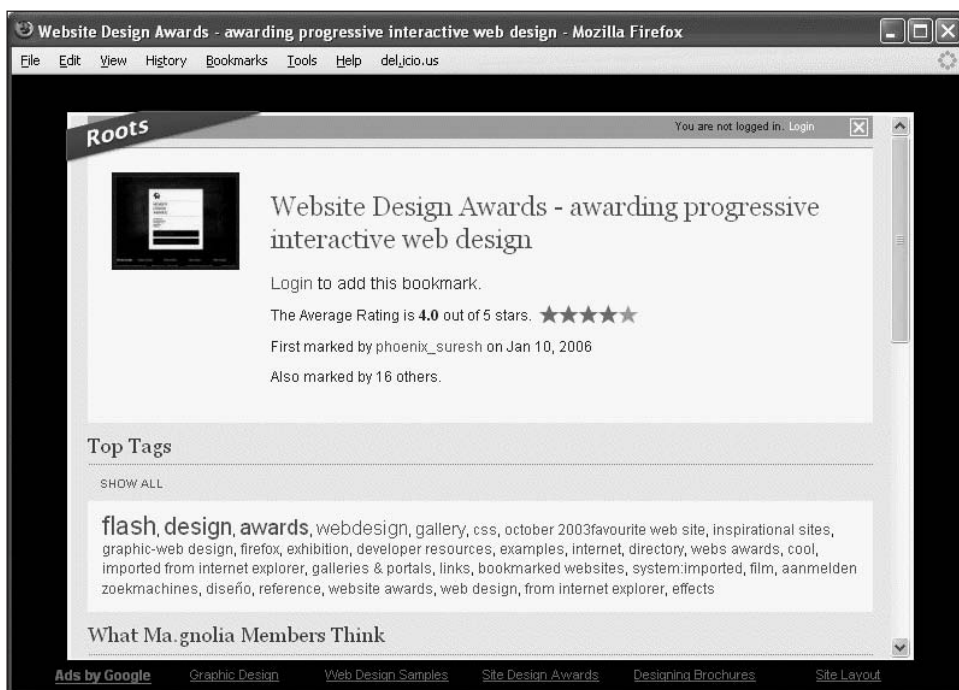 Website Design Awards - awarding progressive interactive web design - Mozilla Firefox
File Edit View History Bookmarks Tools Help del.icio.us
Roots
You are not logged in. Login
Website Design Awards - awarding progressive
interactive web design
Login to add this bookmark.
The Average Rating is 4.0 out of 5 stars.
First marked by phoenix_suresh on Jan 10, 2006
Also marked by 16 others.
Top Tags
SHOW ALL
flash, design, awards, webdesign, gallery, css, october 2003favourite web site, inspirational sites,
graphic-web design, firefox, exhibition, developer resources, examples, internet, directory, webs awards, cool,
imported from internet explorer, galleries & portals, links, bookmarked websites, system:imported, film, aanmelden
zoekmachines, diseño, reference, website awards, web design, from internet explorer, effects
What Ma.gnolia Members Think
Ads by Google Graphic Design Web Design Samples Site Design Awards Designing Brochures Site Layout